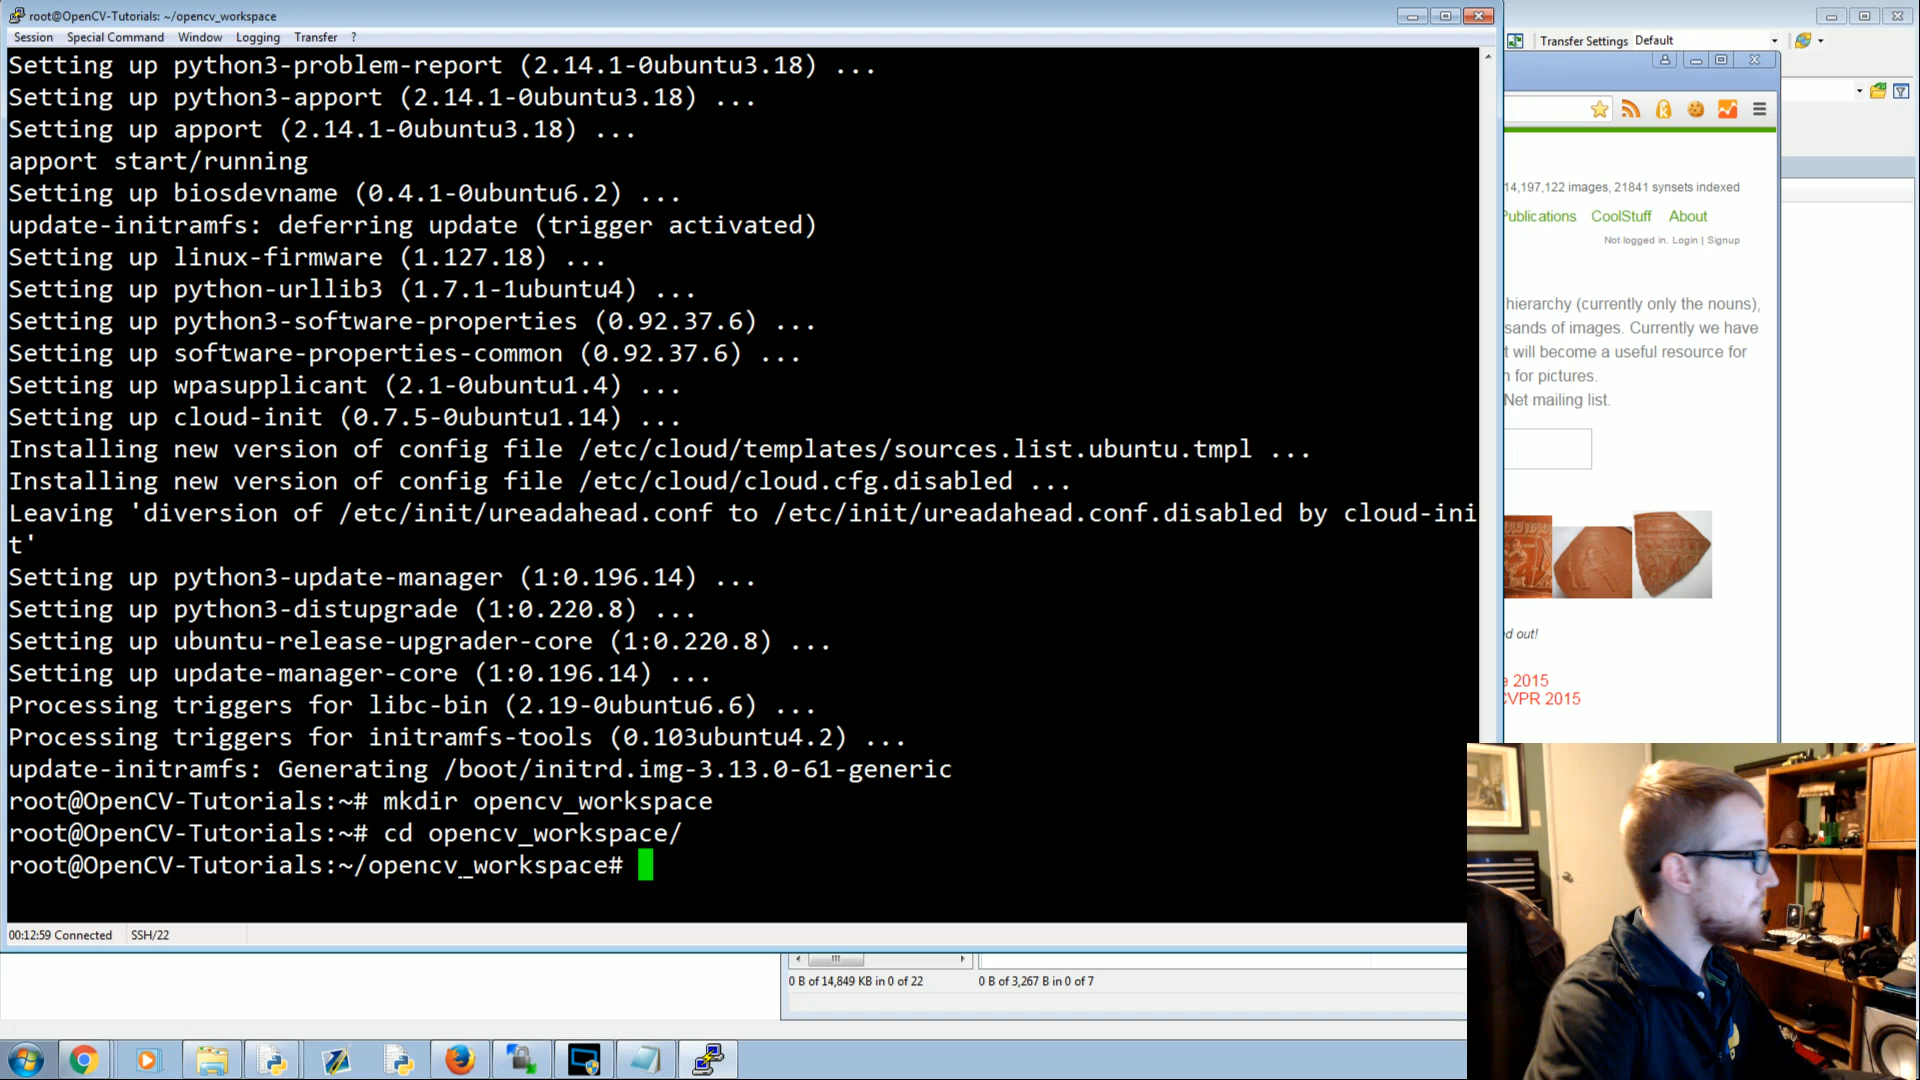 root@OpenCV-Tutorials: ~/opencv_workspace
Session Special Command Window Logging Transfer ?
Setting up python3-problem-report (2.14.1-0ubuntu3.18) ...
Setting up python3-apport (2.14.1-0ubuntu3.18) ...
Setting up apport (2.14.1-0ubuntu3.18) ...
apport start/running
Setting up biosdevname (0.4.1-0ubuntu6.2) ...
update-initramfs: deferring update (trigger activated)
Setting up linux-firmware (1.127.18) ...
Setting up python-urllib3 (1.7.1-1ubuntu4) ...
Setting up python3-software-properties (0.92.37.6) ...
Setting up software-properties-common (0.92.37.6) ...
Setting up wpasupplicant (2.1-0ubuntu1.4) ...
Setting up cloud-init (0.7.5-0ubuntu1.14) ...
Installing new version of config file /etc/cloud/templates/sources.list.ubuntu.tmpl ...
Installing new version of config file /etc/cloud/cloud.cfg.disabled ...
Leaving 'diversion of /etc/init/ureadahead.conf to /etc/init/ureadahead.conf.disabled by cloud-ini
t'
Setting up python3-update-manager (1:0.196.14) ...
Setting up python3-distupgrade (1:0.220.8) ...
Setting up ubuntu-release-upgrader-core (1:0.220.8) ...
Setting up update-manager-core (1:0.196.14) ...
Processing triggers for libc-bin (2.19-0ubuntu6.6) ...
Processing triggers for initramfs-tools (0.103ubuntu4.2) ...
update-initramfs: Generating /boot/initrd.img-3.13.0-61-generic
root@OpenCV-Tutorials:~# mkdir opencv_workspace
root@OpenCV-Tutorials:~# cd opencv_workspace/
root@OpenCV-Tutorials:~/opencv_workspace#
00:12:59 Connected SSH/22
Transfer Settings Default
14,197,122 images, 21841 synsets indexed
Publications CoolStuff About
Not logged in. Login | Signup
hierarchy (currently only the nouns),
sands of images. Currently we have
t will become a useful resource for
n for pictures.
Net mailing list.
d out!
e 2015
CVPR 2015
0 B of 14,849 KB in 0 of 22 0 B of 3,267 B in 0 of 7